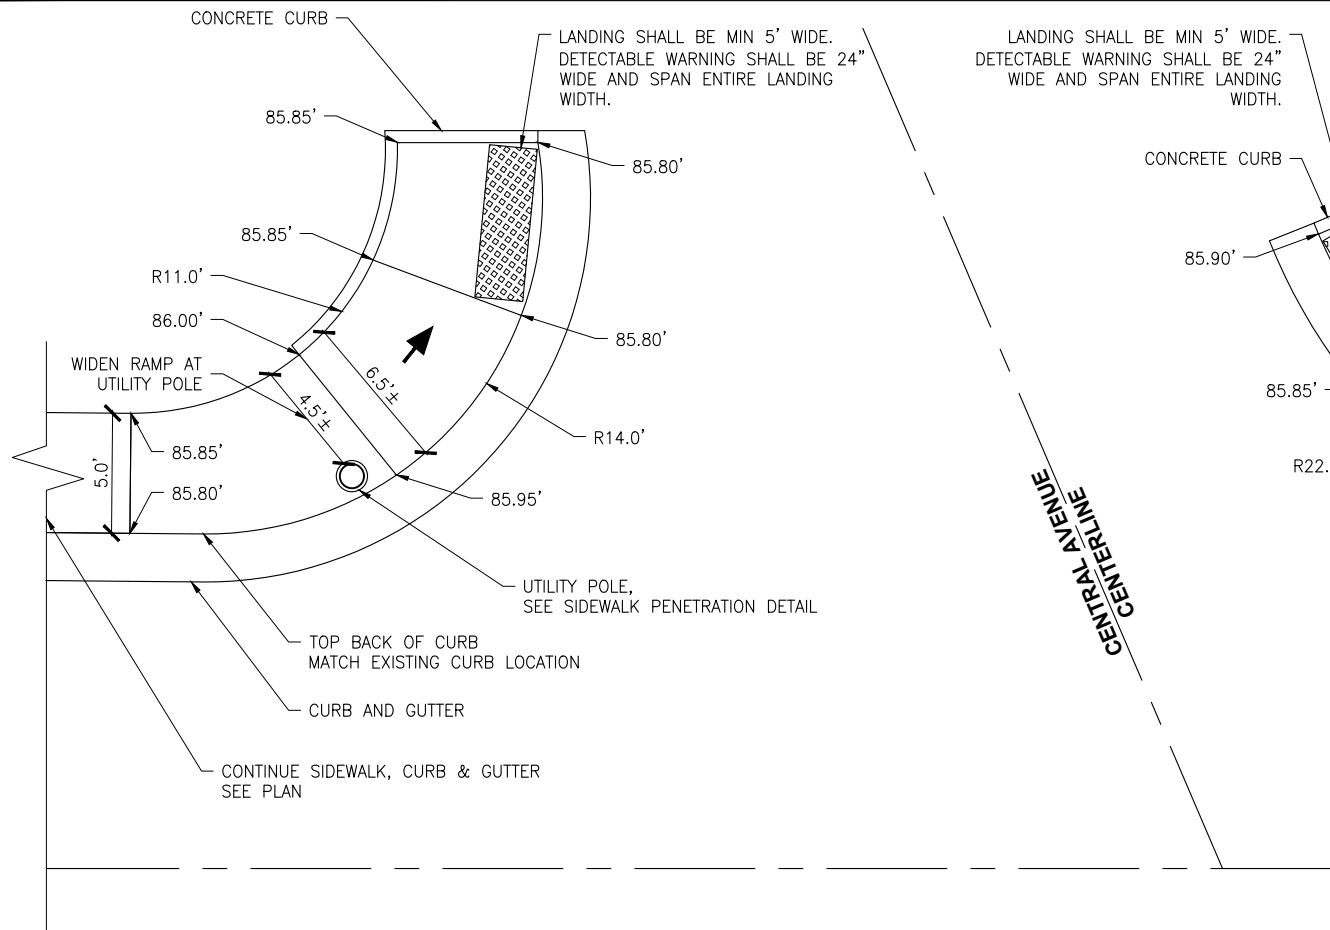 CONCRETE CURB
LANDING SHALL BE MIN 5' WIDE.
DETECTABLE WARNING SHALL BE 24"
WIDE AND SPAN ENTIRE LANDING
WIDTH.
LANDING SHALL BE MIN 5' WIDE.
DETECTABLE WARNING SHALL BE 24"
WIDE AND SPAN ENTIRE LANDING
WIDTH.
85.85'
85.80'
CONCRETE CURB
85.85'
85.90'
R11.0'
86.00'
85.80'
WIDEN RAMP AT
UTILITY POLE
6.5'±
4.5'±
85.85'
R14.0'
85.85'
5.0'
85.80'
85.95'
R22.
CENTRAL AVENUE
CENTERLINE
UTILITY POLE,
SEE SIDEWALK PENETRATION DETAIL
TOP BACK OF CURB
MATCH EXISTING CURB LOCATION
CURB AND GUTTER
CONTINUE SIDEWALK, CURB & GUTTER
SEE PLAN